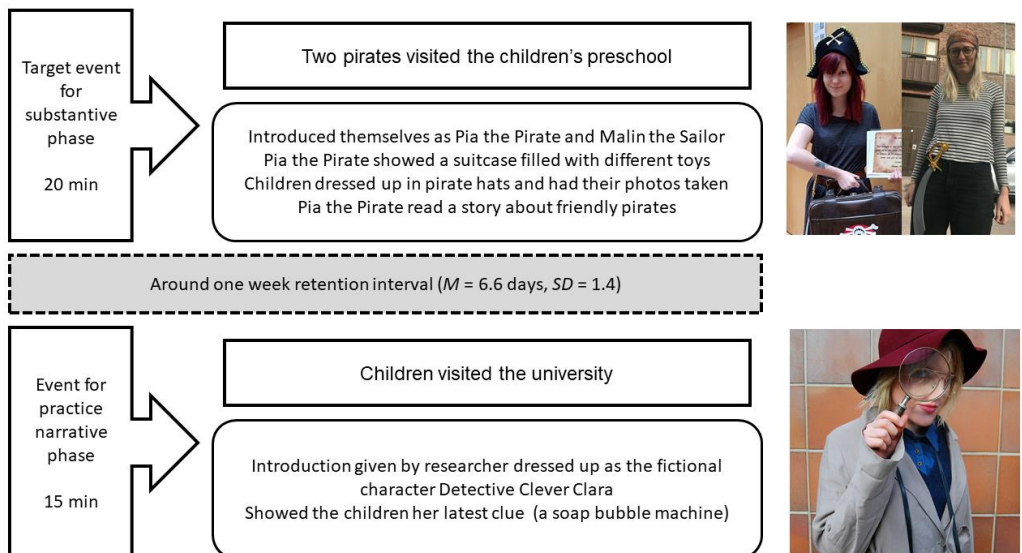 Target event
for
substantive
phase
20 min
Two pirates visited the children's preschool
Introduced themselves as Pia the Pirate and Malin the Sailor
Pia the Pirate showed a suitcase filled with different toys
Children dressed up in pirate hats and had their photos taken
Pia the Pirate read a story about friendly pirates
Around one week retention interval (M = 6.6 days, SD = 1.4)
Event for
practice
narrative
phase
15 min
Children visited the university
Introduction given by researcher dressed up as the fictional
character Detective Clever Clara
Showed the children her latest clue (a soap bubble machine)